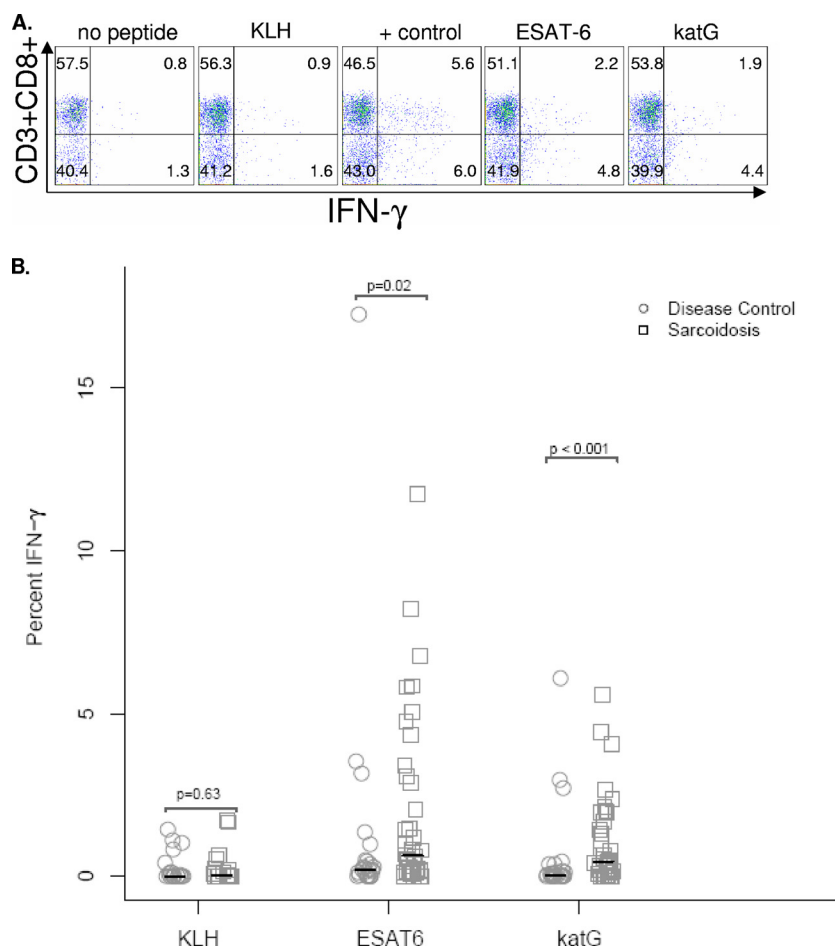 A.
no peptide KLH + control ESAT-6 katG
CD3+CD8+
57.5 0.8 56.3 0.9 46.5 5.6 51.1 2.2 53.8 1.9
40.4 1.3 41.2 1.6 43.0 6.0 41.9 4.8 39.9 4.4
IFN-γ
B.
p=0.02
Disease Control
Sarcoidosis
15
p < 0.001
10
Percent IFN-γ
5
p=0.63
0
KLH ESAT6 katG